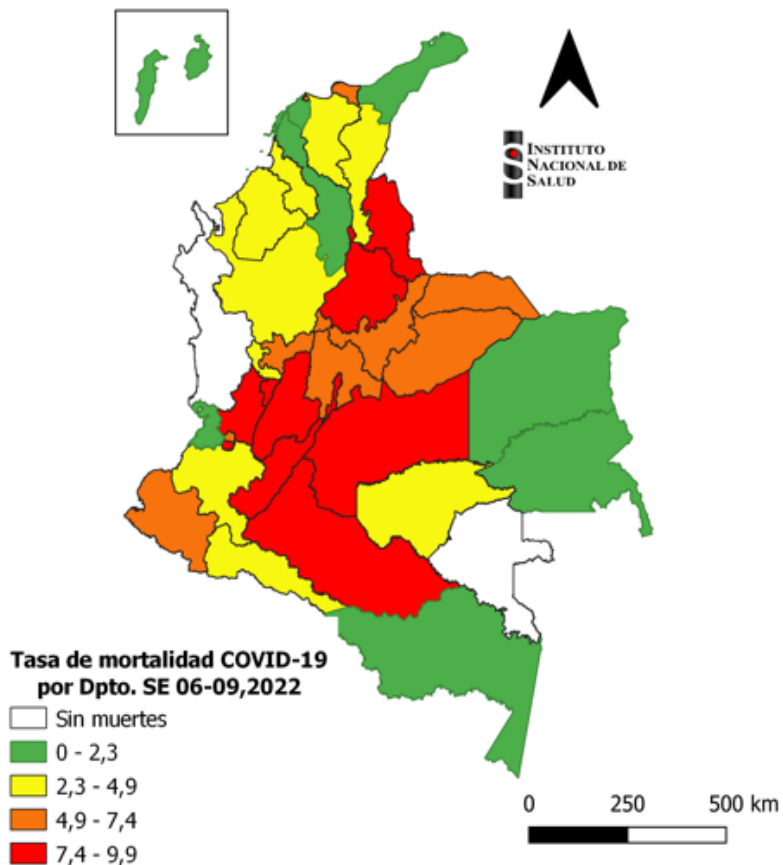 INSTITUTO
NACIONAL DE
SALUD
Tasa de mortalidad COVID-19
por Dpto. SE 06-09,2022
Sin muertes
0 - 2,3
2,3 - 4,9
4,9 - 7,4
7,4 - 9,9
0 250 500 km